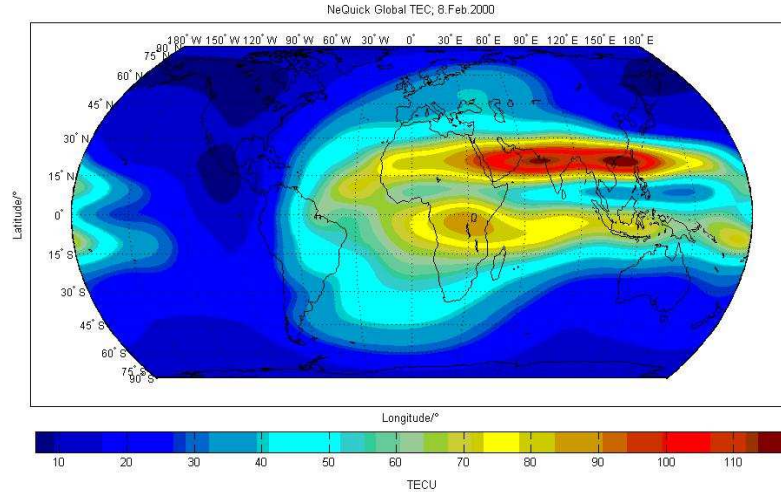 NeQuick Global TEC; 8.Feb.2000
180° W 150° W 120° W 90° W 60° W 30° W 0° 30° E 60° E 90° E 120° E 150° E 180° E
90° N
75° N
60° N
45° N
30° N
15° N
0°
15° S
30° S
45° S
60° S
75° S
90° S
Latitude/°
Longitude/°
10 20 30 40 50 60 70 80 90 100 110
TECU